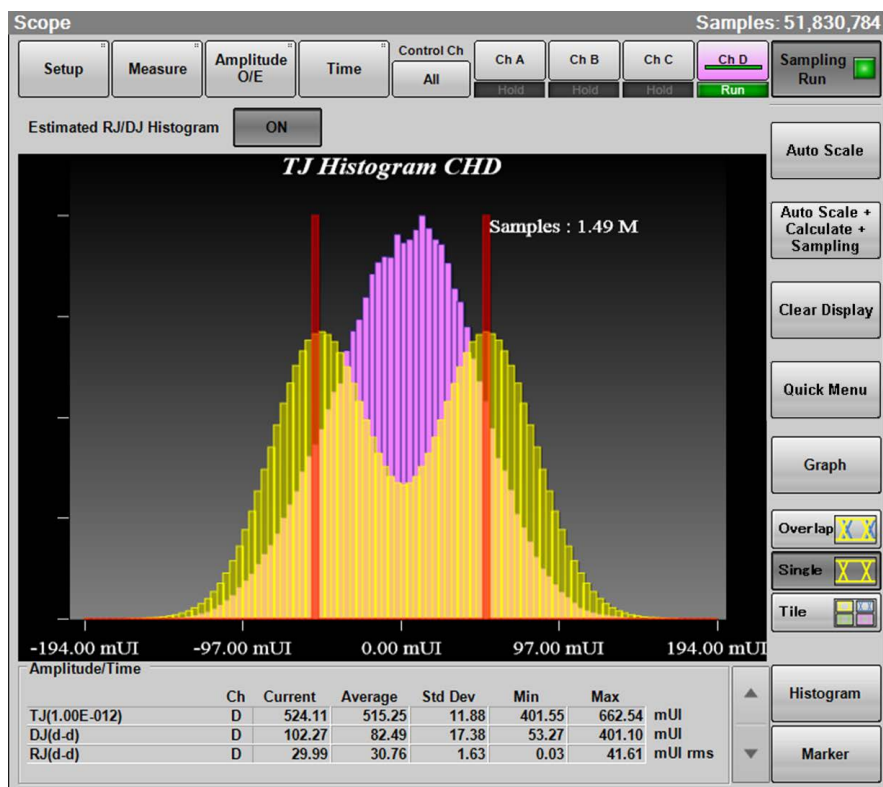 Scope Samples: 51,830,784
Setup Measure Amplitude O/E Time Control Ch All Ch A Hold Ch B Hold Ch C Hold Ch D Run Sampling Run
Estimated RJ/DJ Histogram ON
Auto Scale
TJ Histogram CHD
Samples : 1.49 M
Auto Scale +
Calculate +
Sampling
Clear Display
Quick Menu
Graph
Overlap
Single
Tile
-194.00 mUI -97.00 mUI 0.00 mUI 97.00 mUI 194.00 mUI
Amplitude/Time
Ch Current Average Std Dev Min Max
TJ(1.00E-012) D 524.11 515.25 11.88 401.55 662.54 mUI
DJ(d-d) D 102.27 82.49 17.38 53.27 401.10 mUI
RJ(d-d) D 29.99 30.76 1.63 0.03 41.61 mUI rms
Histogram
Marker